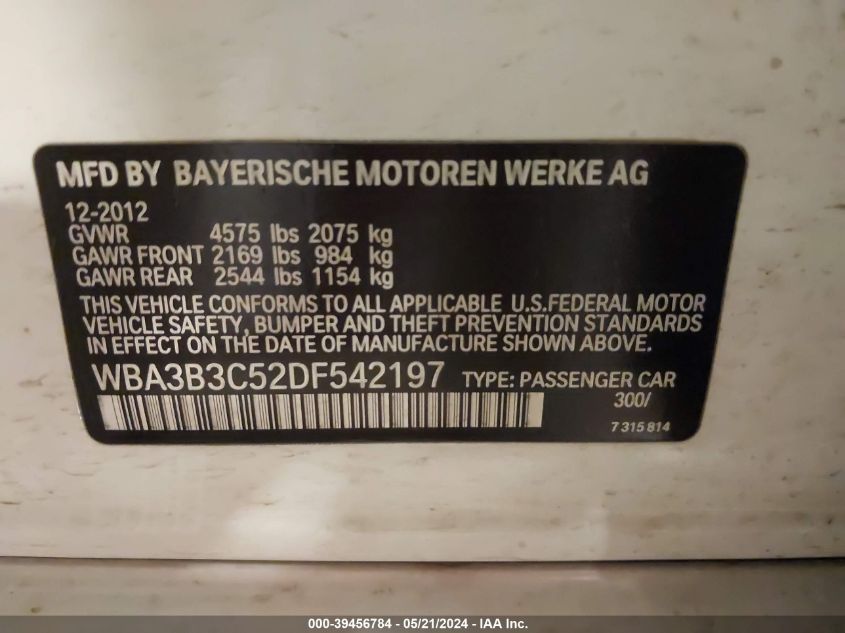 MFD BY BAYERISCHE MOTOREN WERKE AG
12-2012
GVWR 4575 lbs 2075 kg
GAWR FRONT 2169 lbs 984 kg
GAWR REAR 2544 lbs 1154 kg
THIS VEHICLE CONFORMS TO ALL APPLICABLE U.S.FEDERAL MOTOR
VEHICLE SAFETY, BUMPER AND THEFT PREVENTION STANDARDS
IN EFFECT ON THE DATE OF MANUFACTURE SHOWN ABOVE.
WBA3B3C52DF542197 TYPE: PASSENGER CAR
300/
7 315 814
000-39456784 - 05/21/2024 - IAA Inc.